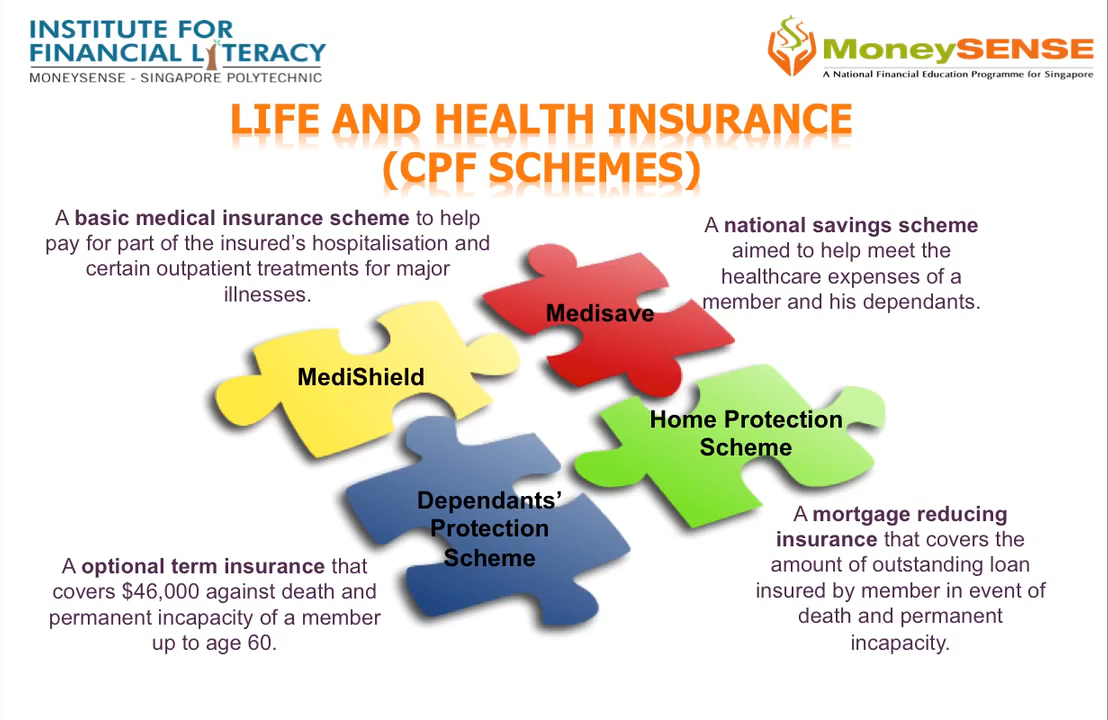 INSTITUTE FOR
FINANCIAL LITERACY
MONEYSENSE - SINGAPORE POLYTECHNIC
MoneySENSE
A National Financial Education Programme for Singapore
LIFE AND HEALTH INSURANCE
(CPF SCHEMES)
A basic medical insurance scheme to help
pay for part of the insured’s hospitalisation and
certain outpatient treatments for major
illnesses.
A national savings scheme
aimed to help meet the
healthcare expenses of a
member and his dependants.
Medisave
MediShield
Home Protection
Scheme
Dependants’
Protection
Scheme
A optional term insurance that
covers $46,000 against death and
permanent incapacity of a member
up to age 60.
A mortgage reducing
insurance that covers the
amount of outstanding loan
insured by member in event of
death and permanent
incapacity.